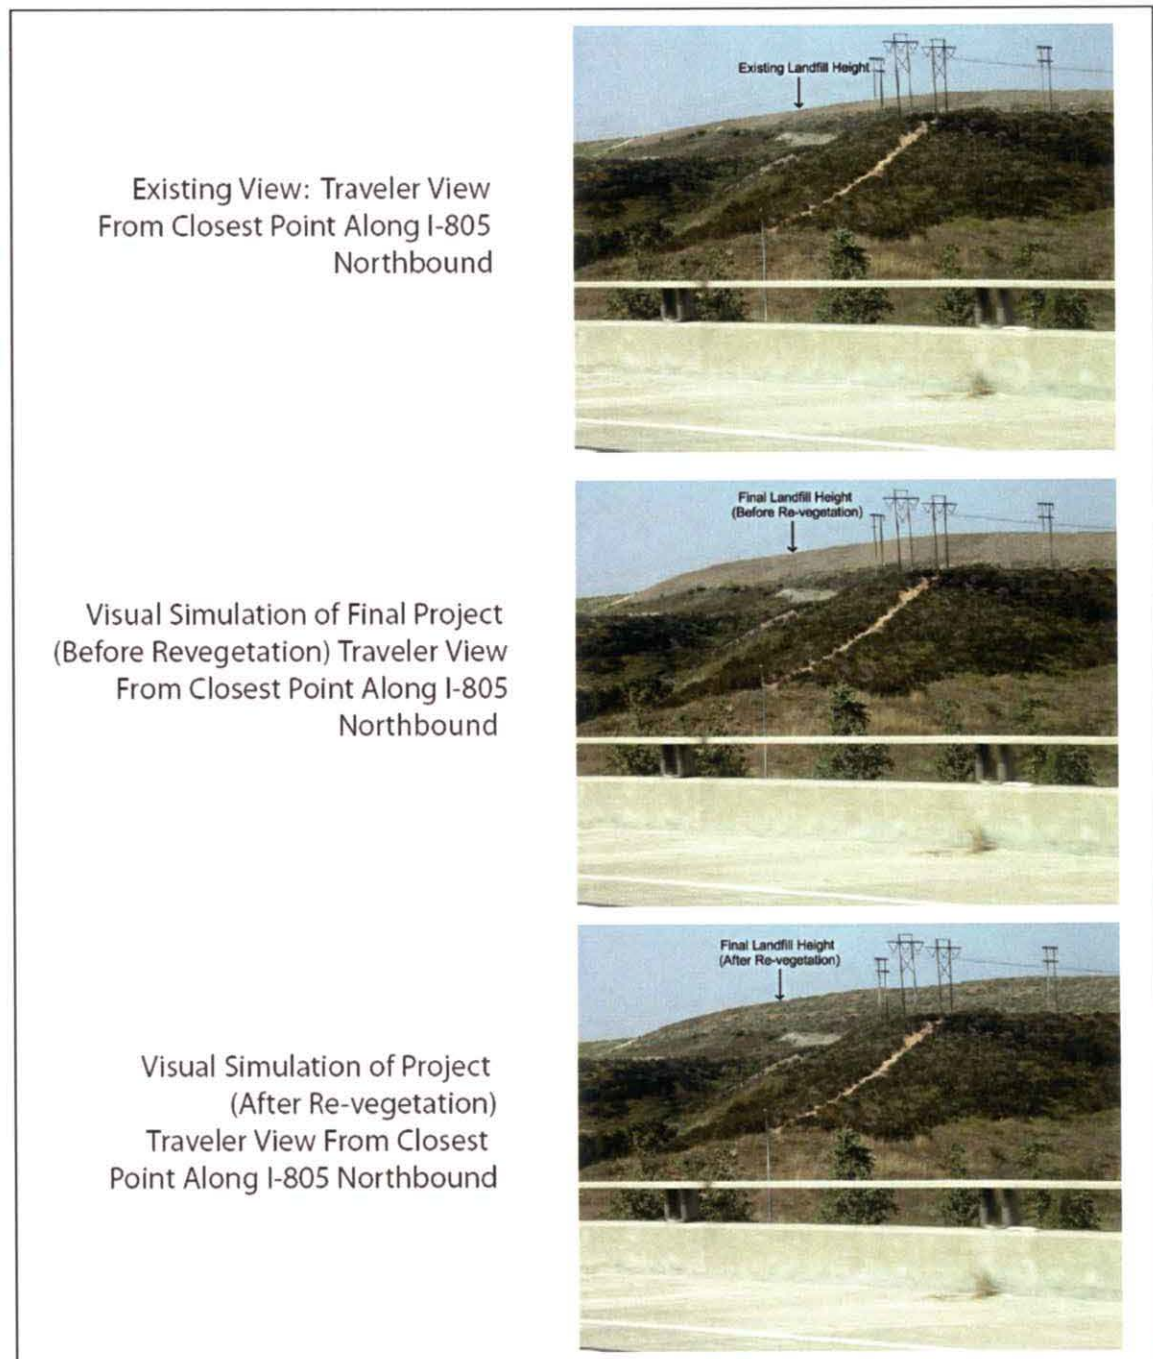 Existing View: Traveler View
From Closest Point Along I-805
Northbound
Existing Landfill Height
Visual Simulation of Final Project
(Before Revegetation) Traveler View
From Closest Point Along I-805
Northbound
Final Landfill Height
(Before Re-vegetation)
Visual Simulation of Project
(After Re-vegetation)
Traveler View From Closest
Point Along I-805 Northbound
Final Landfill Height
(After Re-vegetation)